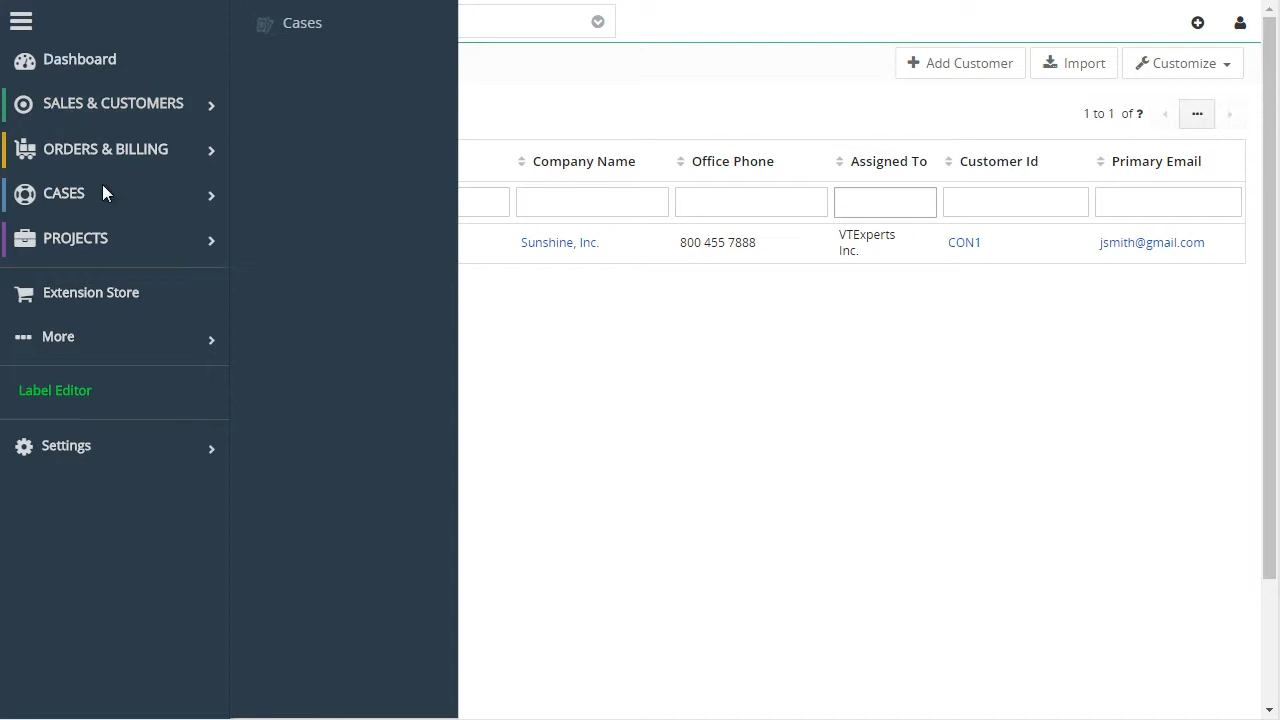 Cases
Dashboard
SALES & CUSTOMERS
ORDERS & BILLING
CASES
PROJECTS
Extension Store
More
Label Editor
Settings
Add Customer
Import
Customize
1 to 1 of ?
Company Name
Office Phone
Assigned To
Customer Id
Primary Email
Sunshine, Inc.
800 455 7888
VTExperts
Inc.
CON1
jsmith@gmail.com